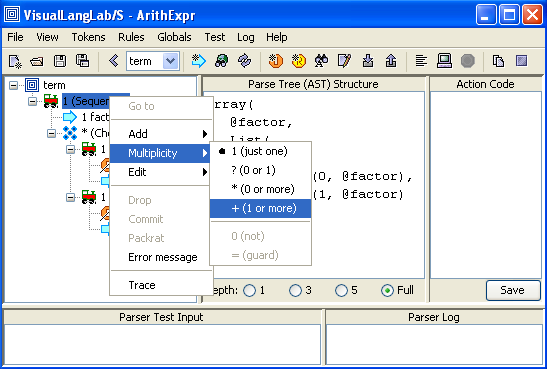 VisualLangLab/S - ArithExpr
File View Tokens Rules Globals Test Log Help
term
Parse Tree (AST) Structure
Action Code
term
1 (Seque
1 fact
* (Ch
1
1
Go to
Add
Multiplicity
Edit
Drop
Commit
Packrat
Error message
Trace
1 (just one)
? (0 or 1)
* (0 or more)
+ (1 or more)
0 (not)
= (guard)
rray(
@factor,
List(
(0, @factor),
(1, @factor)
epth: 1 3 5 Full
Save
Parser Test Input
Parser Log